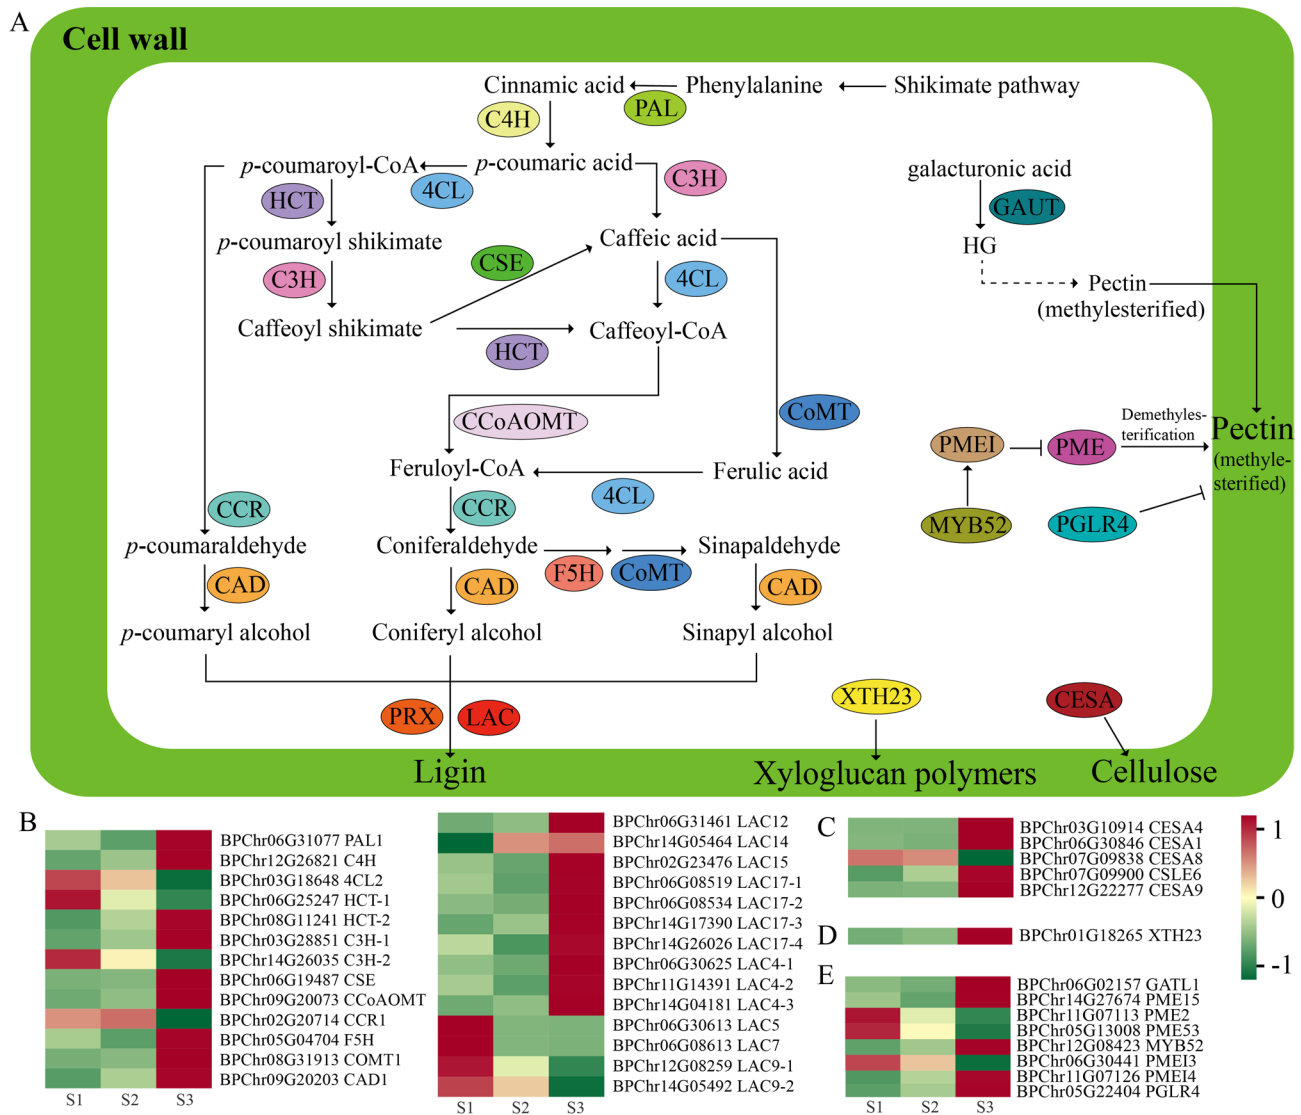 A
Cell wall
Cinnamic acid
Phenylalanine
Shikimate pathway
C4H
PAL
p-coumaroyl-CoA
p-coumaric acid
galacturonic acid
HCT
4CL
C3H
GAUT
p-coumaroyl shikimate
Caffeic acid
HG
C3H
CSE
4CL
Pectin
(methylesterified)
Caffeoyl shikimate
Caffeoyl-CoA
HCT
CCoAOMT
CoMT
Demethyles-
terification
Pectin
(methyle-
sterified)
PMEI
PME
Feruloyl-CoA
Ferulic acid
4CL
CCR
CCR
MYB52
PGLR4
p-coumaraldehyde
Coniferaldehyde
Sinapaldehyde
CAD
CAD
F5H
CoMT
CAD
p-coumaryl alcohol
Coniferyl alcohol
Sinapyl alcohol
PRX
LAC
XTH23
CESA
Ligin
Xyloglucan polymers
Cellulose
B
BPChr06G31077 PAL1
BPChr12G26821 C4H
BPChr03G18648 4CL2
BPChr06G25247 HCT-1
BPChr08G11241 HCT-2
BPChr03G28851 C3H-1
BPChr14G26035 C3H-2
BPChr06G19487 CSE
BPChr09G20073 CCoAOMT
BPChr02G20714 CCR1
BPChr05G04704 F5H
BPChr08G31913 COMT1
BPChr09G20203 CAD1
S1 S2 S3
BPChr06G31461 LAC12
BPChr14G05464 LAC14
BPChr02G23476 LAC15
BPChr06G08519 LAC17-1
BPChr06G08534 LAC17-2
BPChr14G17390 LAC17-3
BPChr14G26026 LAC17-4
BPChr06G30625 LAC4-1
BPChr11G14391 LAC4-2
BPChr14G04181 LAC4-3
BPChr06G30613 LAC5
BPChr06G08613 LAC7
BPChr12G08259 LAC9-1
BPChr14G05492 LAC9-2
S1 S2 S3
C
BPChr03G10914 CESA4
BPChr06G30846 CESA1
BPChr07G09838 CESA8
BPChr07G09900 CSLE6
BPChr12G22277 CESA9
D
BPChr01G18265 XTH23
E
BPChr06G02157 GATL1
BPChr14G27674 PME15
BPChr11G07113 PME2
BPChr05G13008 PME53
BPChr12G08423 MYB52
BPChr06G30441 PMEI3
BPChr11G07126 PMEI4
BPChr05G22404 PGLR4
S1 S2 S3
1
0
-1